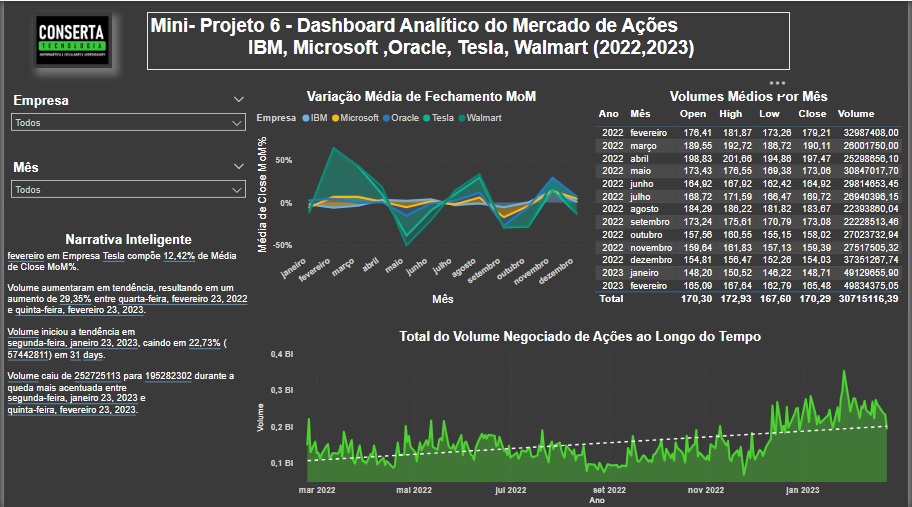 CONSERTA
TECNOLOGIA
Mini- Projeto 6 - Dashboard Analítico do Mercado de Ações
IBM, Microsoft ,Oracle, Tesla, Walmart (2022,2023)
Empresa
Todos
Mês
Todos
Narrativa Inteligente
fevereiro em Empresa Tesla compõe 12,42% de Média
de Close MoM%.
Volume aumentaram em tendência, resultando em um
aumento de 29,35% entre quarta-feira, fevereiro 23, 2022
e quinta-feira, fevereiro 23, 2023.
Volume iniciou a tendência em
segunda-feira, janeiro 23, 2023, caindo em 22,73% (
57442811) em 31 days.
Volume caiu de 252725113 para 195282302 durante a
queda mais acentuada entre
segunda-feira, janeiro 23, 2023 e
quinta-feira, fevereiro 23, 2023.
Variação Média de Fechamento MoM
Empresa IBM Microsoft Oracle Tesla Walmart
Média de Close MoM%
50%
0%
-50%
janeiro fevereiro março abril maio junho julho agosto setembro outubro novembro dezembro
Mês
Volumes Médios Por Mês
Ano Mês Open High Low Close Volume
2022 fevereiro 176,41 181,87 173,26 179,21 32987408,00
2022 março 189,55 192,72 186,72 190,11 26001750,00
2022 abril 198,83 201,66 194,86 197,47 25298656,10
2022 maio 173,43 176,55 169,38 173,06 30847017,70
2022 junho 164,92 167,92 162,42 164,92 29814653,45
2022 julho 168,72 171,59 166,47 169,72 26940396,15
2022 agosto 184,29 186,22 181,82 183,67 22393860,04
2022 setembro 173,24 175,61 170,79 173,08 22228513,46
2022 outubro 157,56 160,55 155,15 158,02 27023732,94
2022 novembro 159,64 161,83 157,13 159,39 27517505,32
2022 dezembro 154,81 156,47 152,26 154,03 37351267,74
2023 janeiro 148,20 150,52 146,22 148,71 49129655,90
2023 fevereiro 165,09 167,64 162,79 165,48 49834375,05
Total 170,30 172,93 167,60 170,29 30715116,39
Total do Volume Negociado de Ações ao Longo do Tempo
Volume
0,4 BI
0,3 BI
0,2 BI
0,1 BI
mar 2022 mai 2022 jul 2022 set 2022 nov 2022 jan 2023
Ano